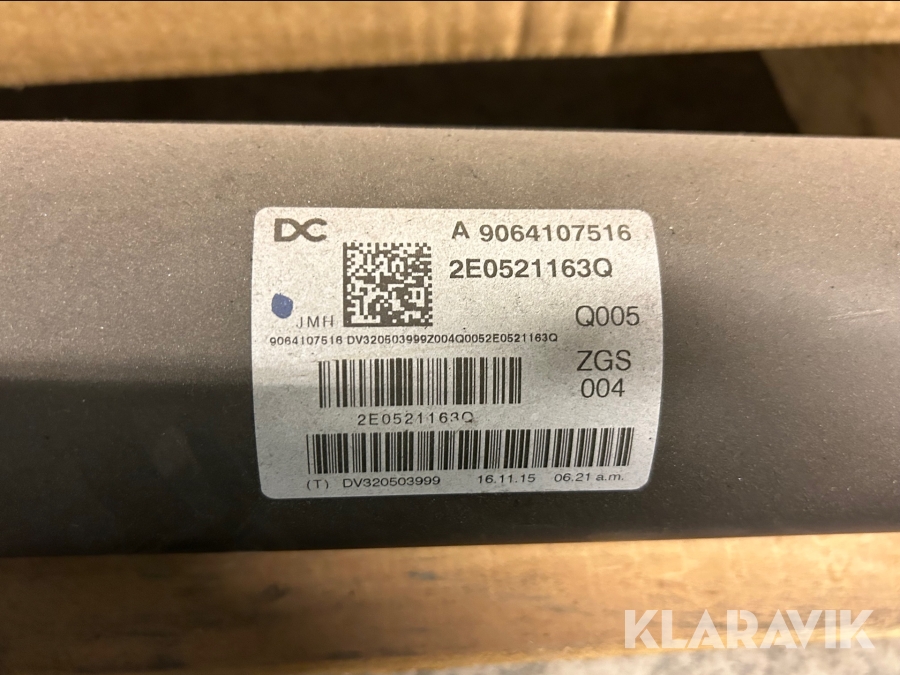 DC
A 9064107516
2E0521163Q
JMH
Q005
9064107516 DV320503999Z004Q0052E0521163Q
ZGS
004
2E0521163Q
(T) DV320503999 16.11.15 06.21 a.m.
KLARAVIK